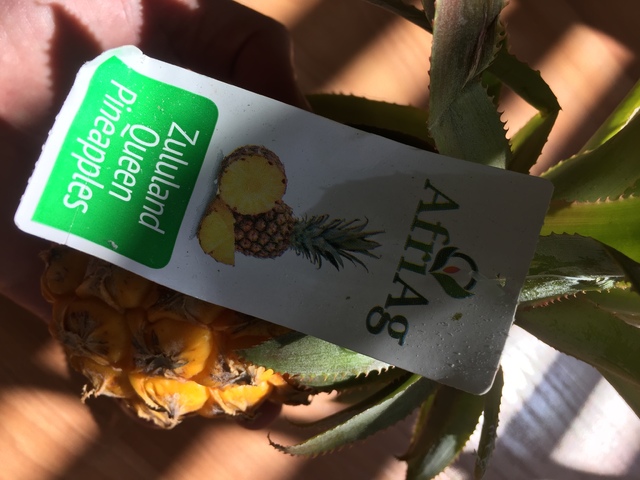 AfriAg
Zululand
Queen
Pineapples